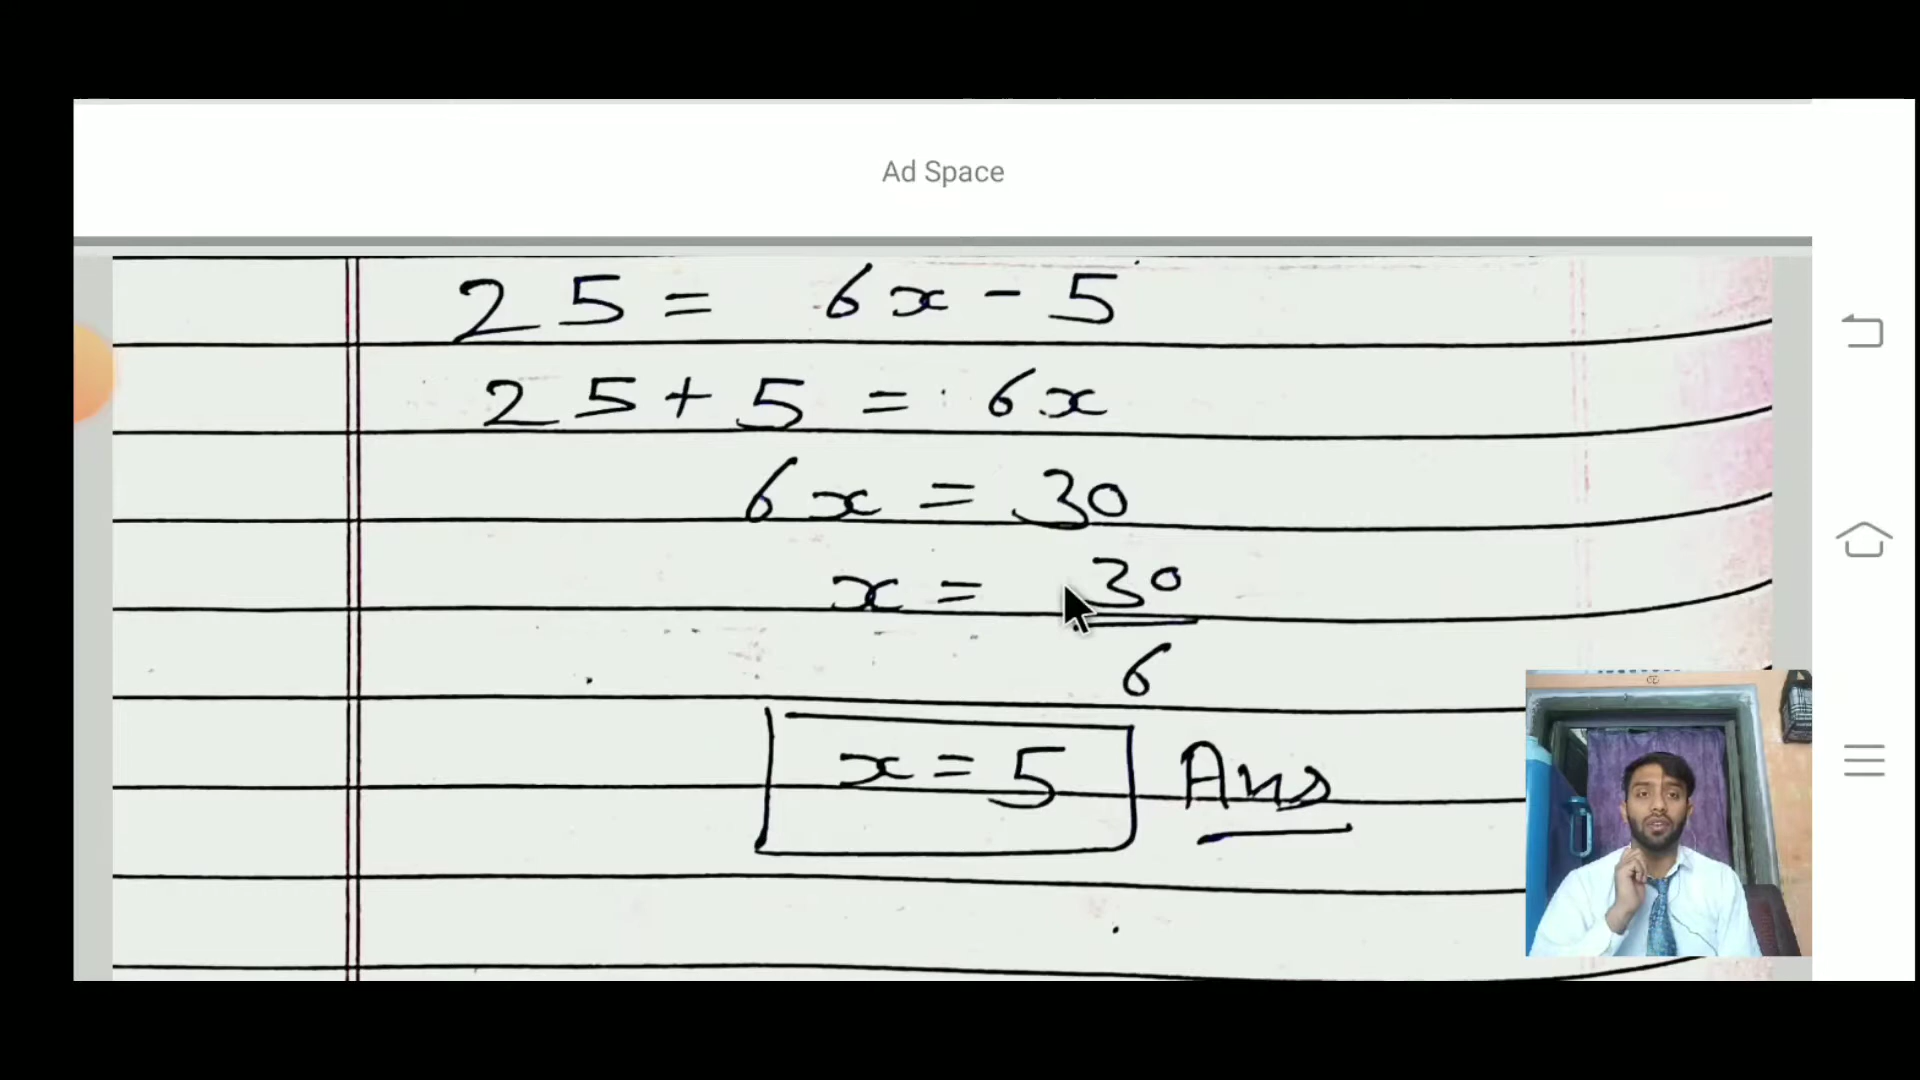 Ad Space
25 = 6x - 5
25 + 5 = 6x
6x = 30
x = 30/6
x = 5 Ans